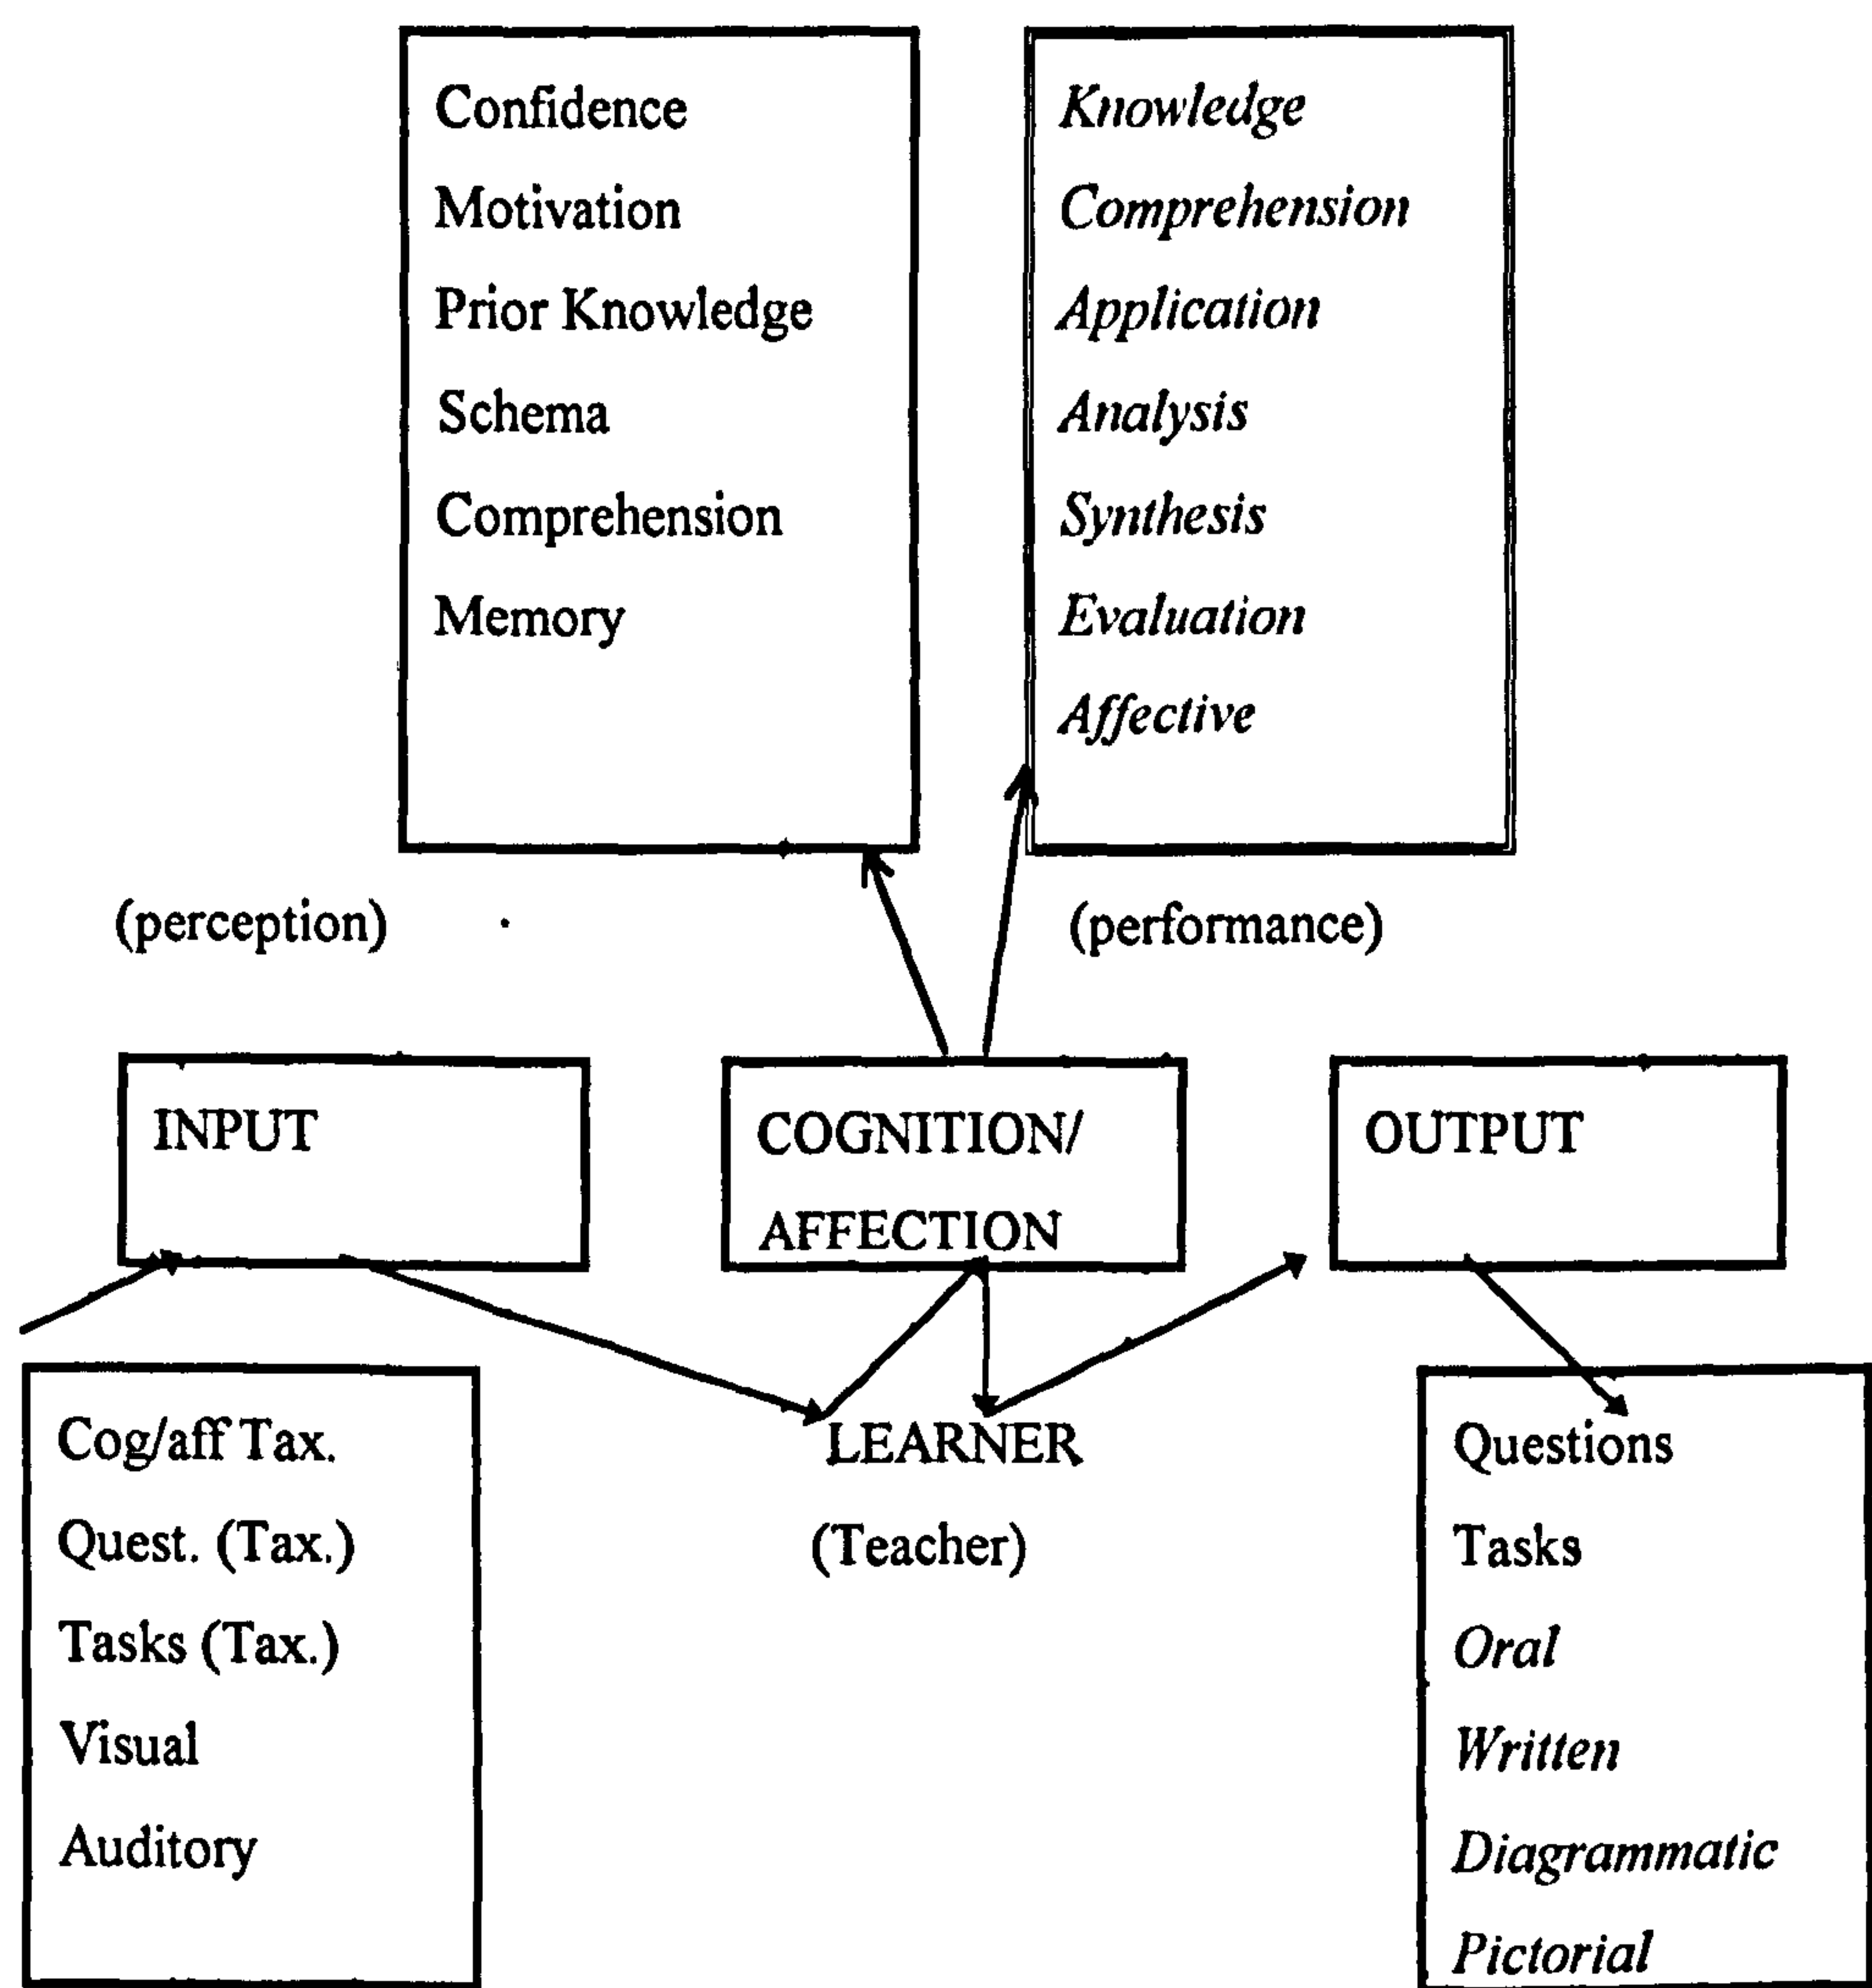 Confidence
Motivation
Prior Knowledge
Schema
Comprehension
Memory
Knowledge
Comprehension
Application
Analysis
Synthesis
Evaluation
Affective
(perception)
(performance)
INPUT
COGNITION/
AFFECTION
OUTPUT
Cog/aff Tax.
Quest. (Tax.)
Tasks (Tax.)
Visual
Auditory
LEARNER
(Teacher)
Questions
Tasks
Oral
Written
Diagrammatic
Pictorial